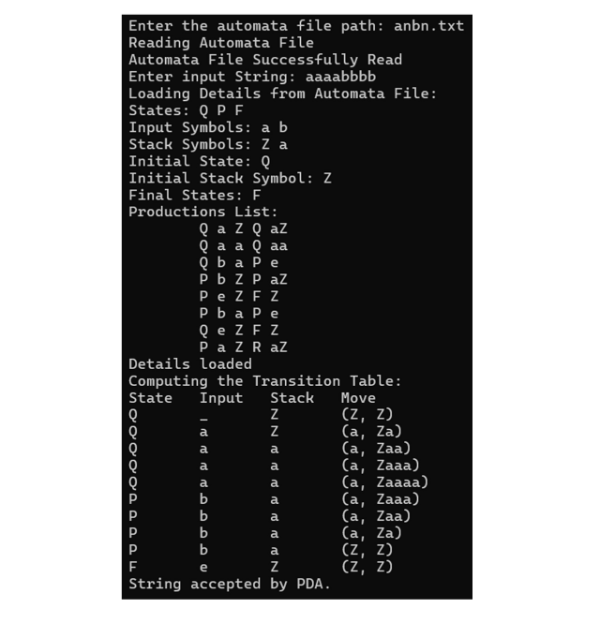 Enter the automata file path: anbn.txt
Reading Automata File
Automata File Successfully Read
Enter input String: aaaabbbb
Loading Details from Automata File:
States: Q P F
Input Symbols: a b
Stack Symbols: Z a
Initial State: Q
Initial Stack Symbol: Z
Final States: F
Productions List:
Q a Z Q aZ
Q a a Q aa
Q b a P e
P b Z P aZ
P e Z F Z
P b a P e
Q e Z F Z
P a Z R aZ
Details loaded
Computing the Transition Table:
State Input Stack Move
Q _ Z (Z, Z)
Q a Z (a, Za)
Q a a (a, Zaa)
Q a a (a, Zaaa)
Q a a (a, Zaaaa)
P b a (a, Zaaa)
P b a (a, Zaa)
P b a (a, Za)
P b a (Z, Z)
F e Z (Z, Z)
String accepted by PDA.